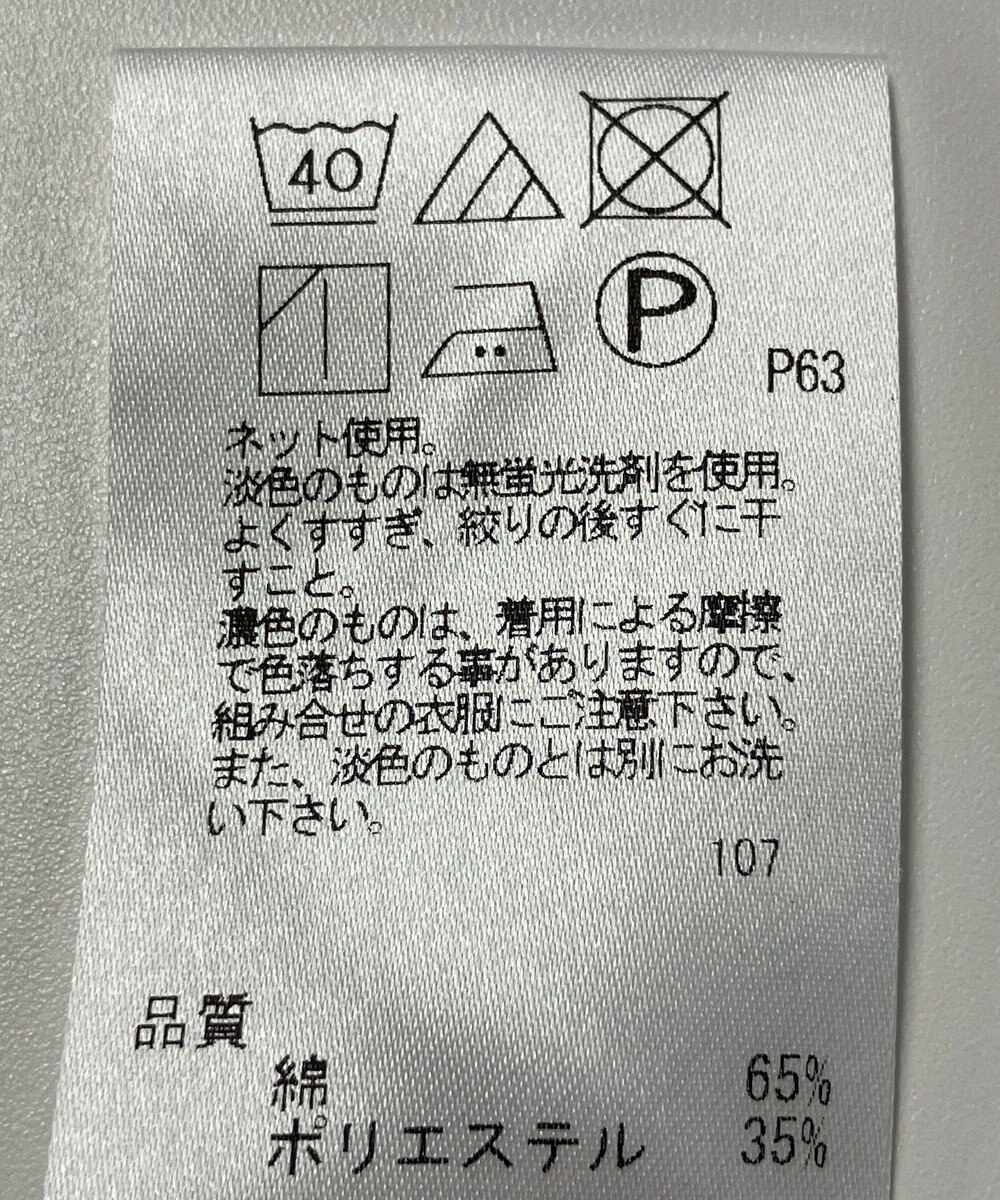 40
P
P63
ネット使用。
淡色のものは無蛍光洗剤を使用。
よくすすぎ、絞りの後すぐに干
すこと。
濃色のものは、着用による摩擦
で色落ちする事がありますので、
組み合せの衣服にご注意下さい。
また、淡色のものとは別にお洗
い下さい。
107
品質
綿 65%
ポリエステル 35%